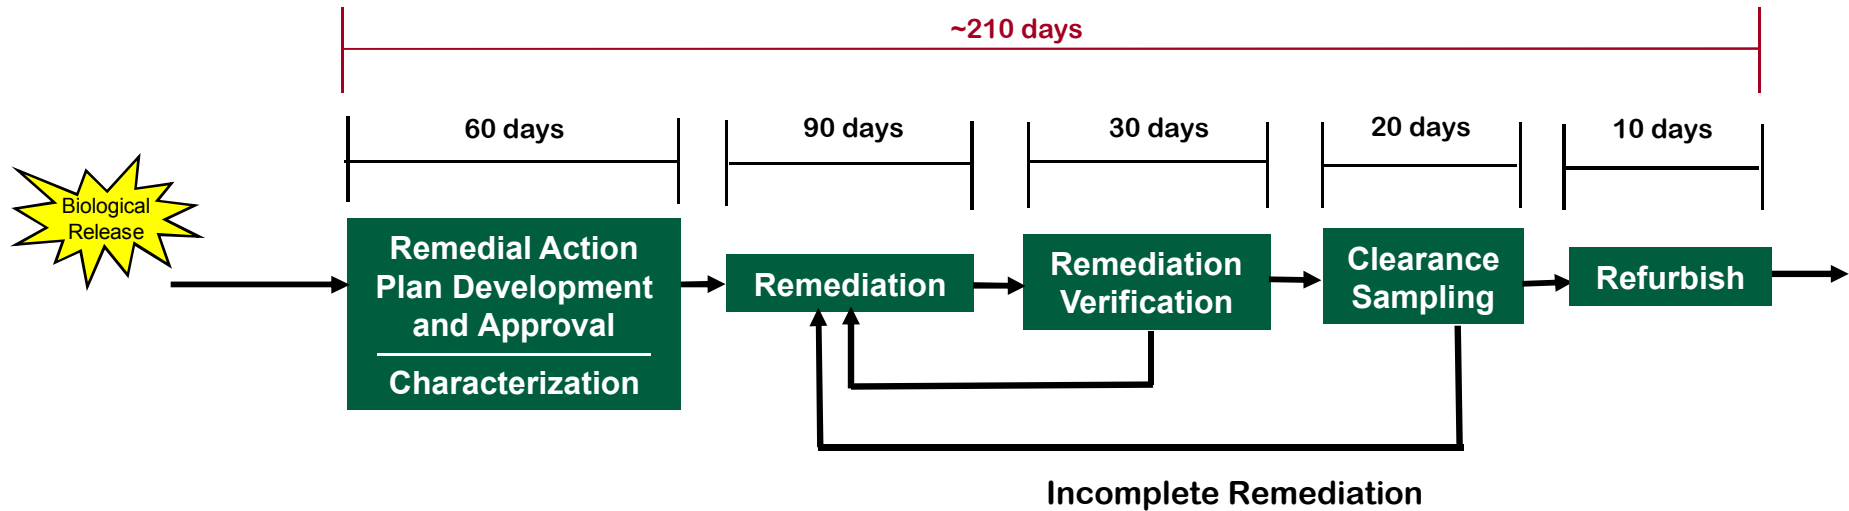 ~210 days
60 days
90 days
30 days
20 days
10 days
Biological
Release
Remedial Action
Plan Development
and Approval
Characterization
Remediation
Remediation
Verification
Clearance
Sampling
Refurbish
Incomplete Remediation